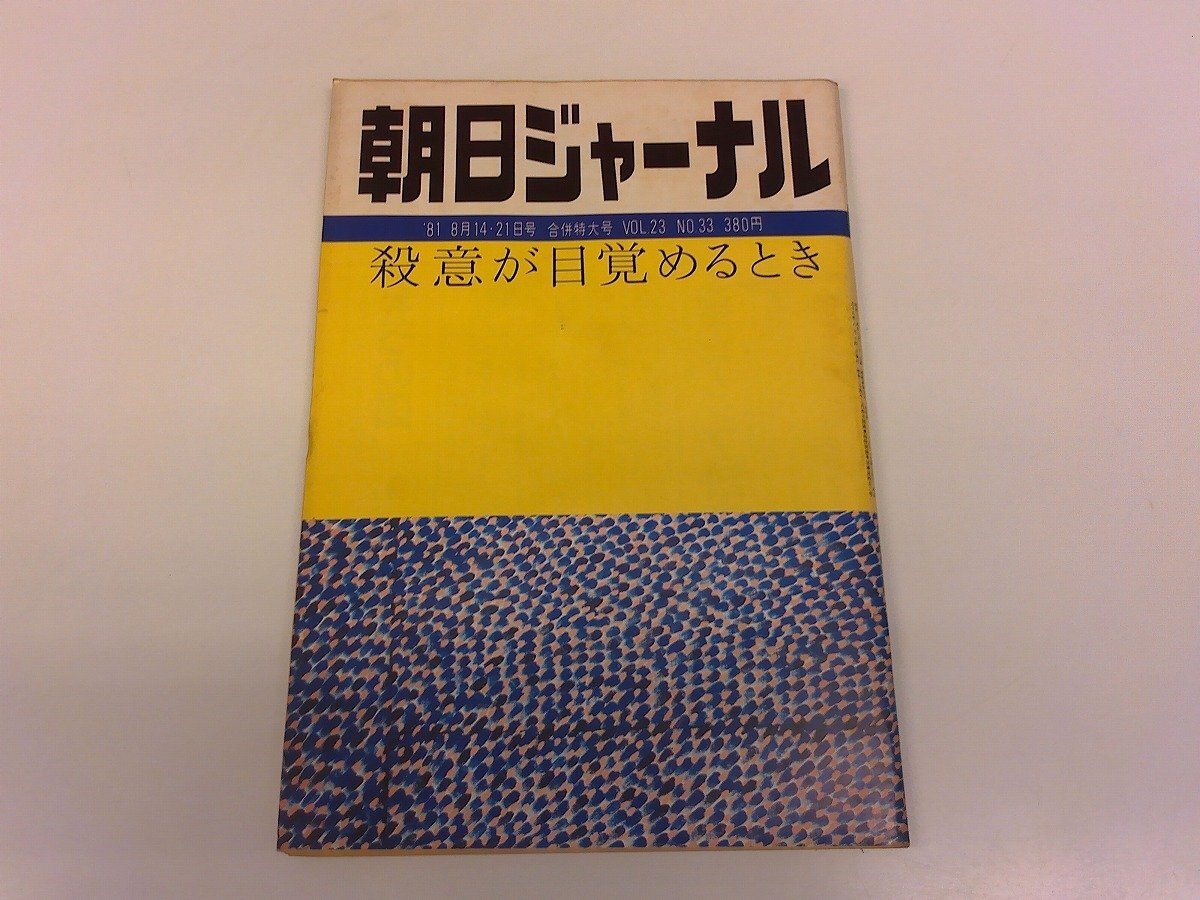 朝日ジャーナル
'81 8月14・21日号 合併特大号 VOL.23 NO.33 380円
殺意が目覚めるとき